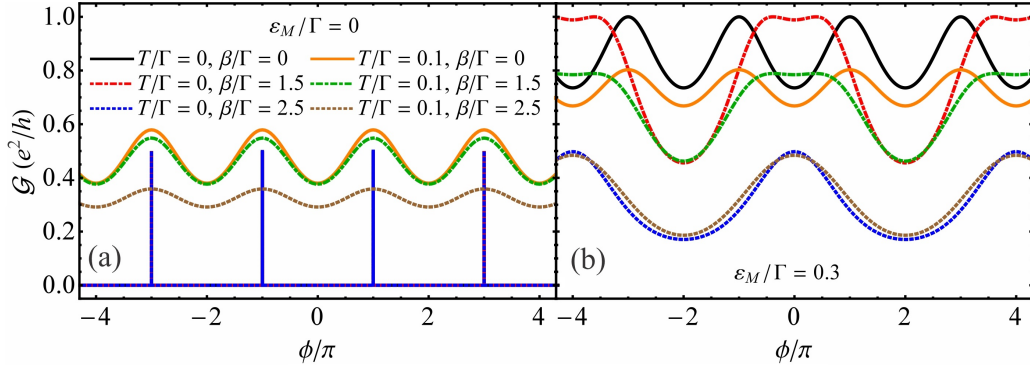 ε_M/Γ = 0
T/Γ = 0, β/Γ = 0
T/Γ = 0.1, β/Γ = 0
T/Γ = 0, β/Γ = 1.5
T/Γ = 0.1, β/Γ = 1.5
T/Γ = 0, β/Γ = 2.5
T/Γ = 0.1, β/Γ = 2.5
𝒢 (e²/h)
1.0
0.8
0.6
0.4
0.2
0.0
(a)
−4
−2
0
2
4
ϕ/π
(b)
ε_M/Γ = 0.3
−4
−2
0
2
4
ϕ/π